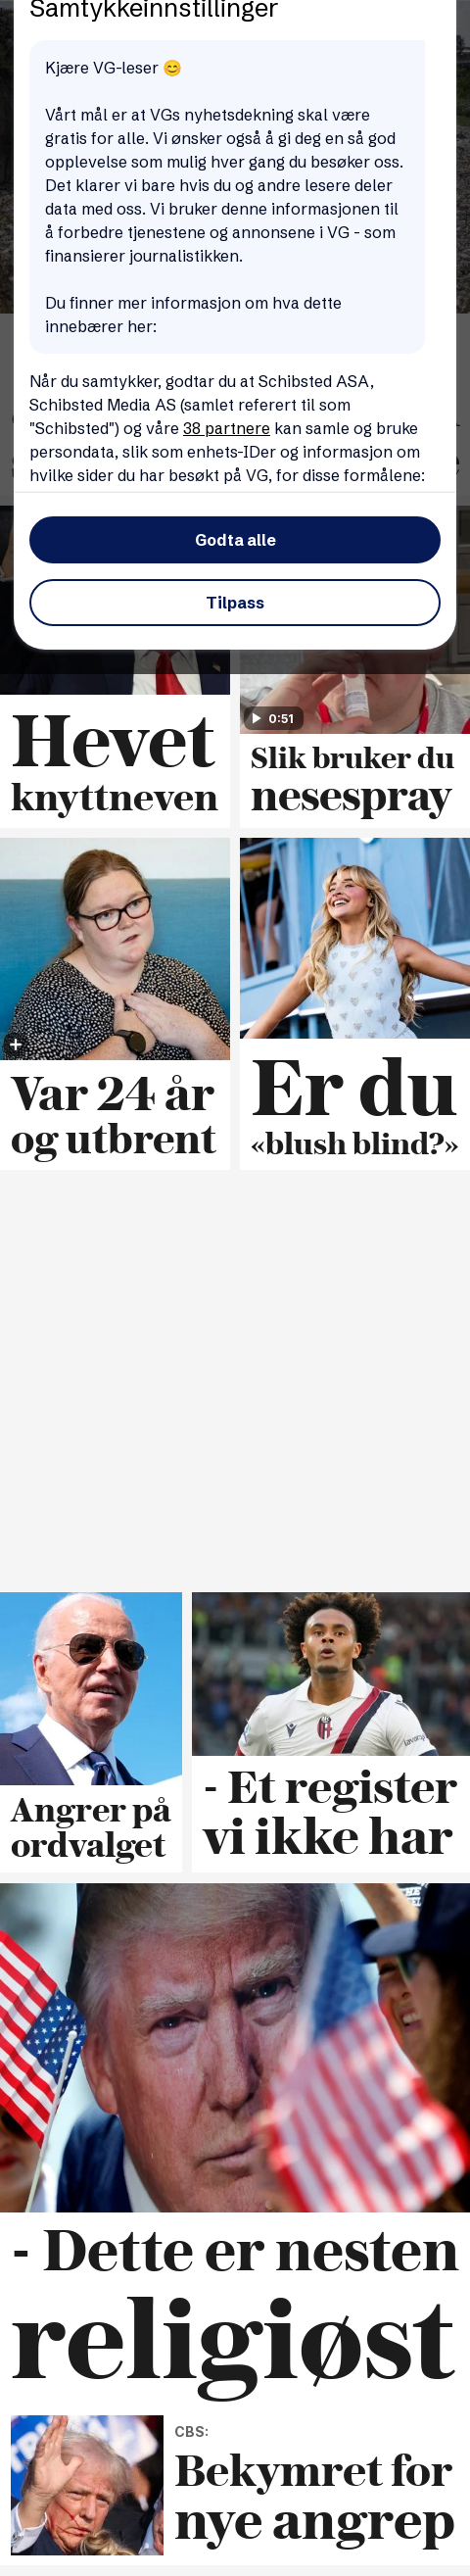 Samtykkeinnstillinger
Kjære VG-leser 😊
Vårt mål er at VGs nyhetsdekning skal være
gratis for alle. Vi ønsker også å gi deg en så god
opplevelse som mulig hver gang du besøker oss.
Det klarer vi bare hvis du og andre lesere deler
data med oss. Vi bruker denne informasjonen til
å forbedre tjenestene og annonsene i VG - som
finansierer journalistikken.
Du finner mer informasjon om hva dette
innebærer her:
Når du samtykker, godtar du at Schibsted ASA,
Schibsted Media AS (samlet referert til som
"Schibsted") og våre 38 partnere kan samle og bruke
persondata, slik som enhets-IDer og informasjon om
hvilke sider du har besøkt på VG, for disse formålene:
Godta alle
Tilpass
Hevet
knyttneven
0:51
Slik bruker du
nesespray
Var 24 år
og utbrent
Er du
«blush blind?»
Angrer på
ordvalget
- Et register
vi ikke har
- Dette er nesten
religiøst
CBS:
Bekymret for
nye angrep